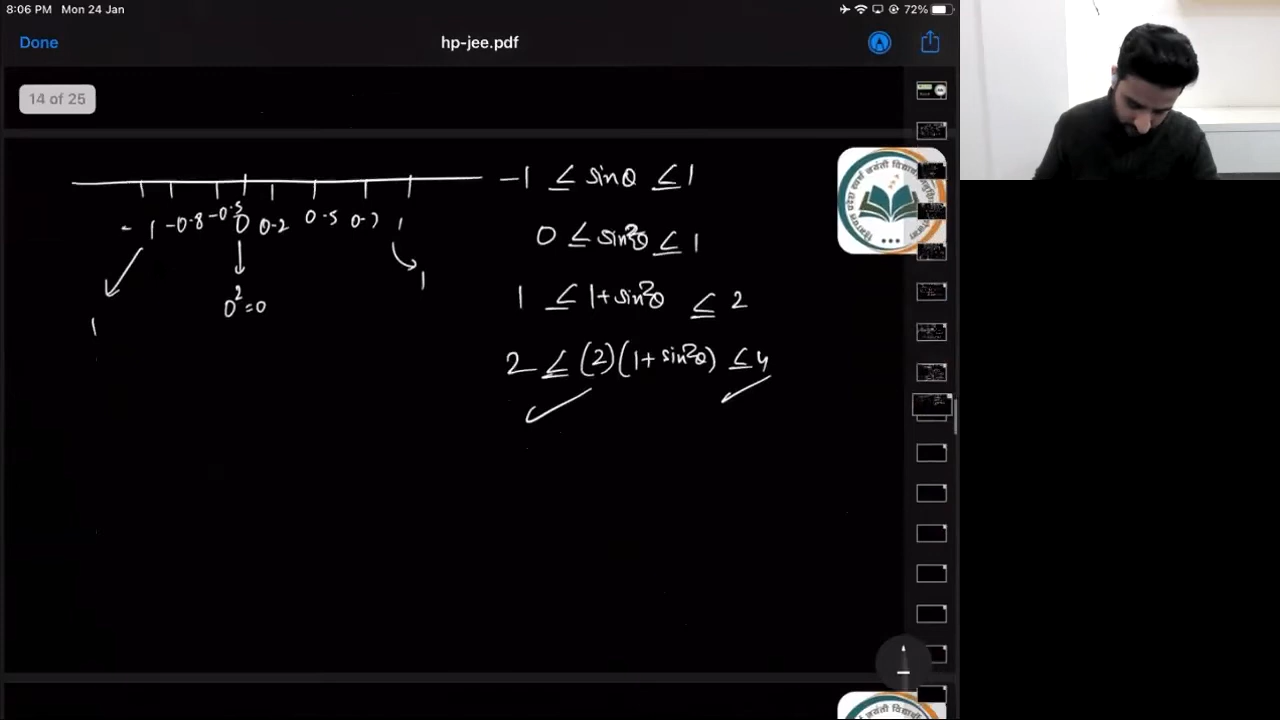 8:06 PM Mon 24 Jan
72%
Done
hp-jee.pdf
14 of 25
-1 ≤ sinθ ≤ 1
- 1 -0.8 -0.5 0 0.2 0.5 0.7 1
0 ≤ sin²θ ≤ 1
1
0² = 0
1
1 ≤ 1+ sin²θ ≤ 2
2 ≤ (2)(1+ sin²θ) ≤ 4